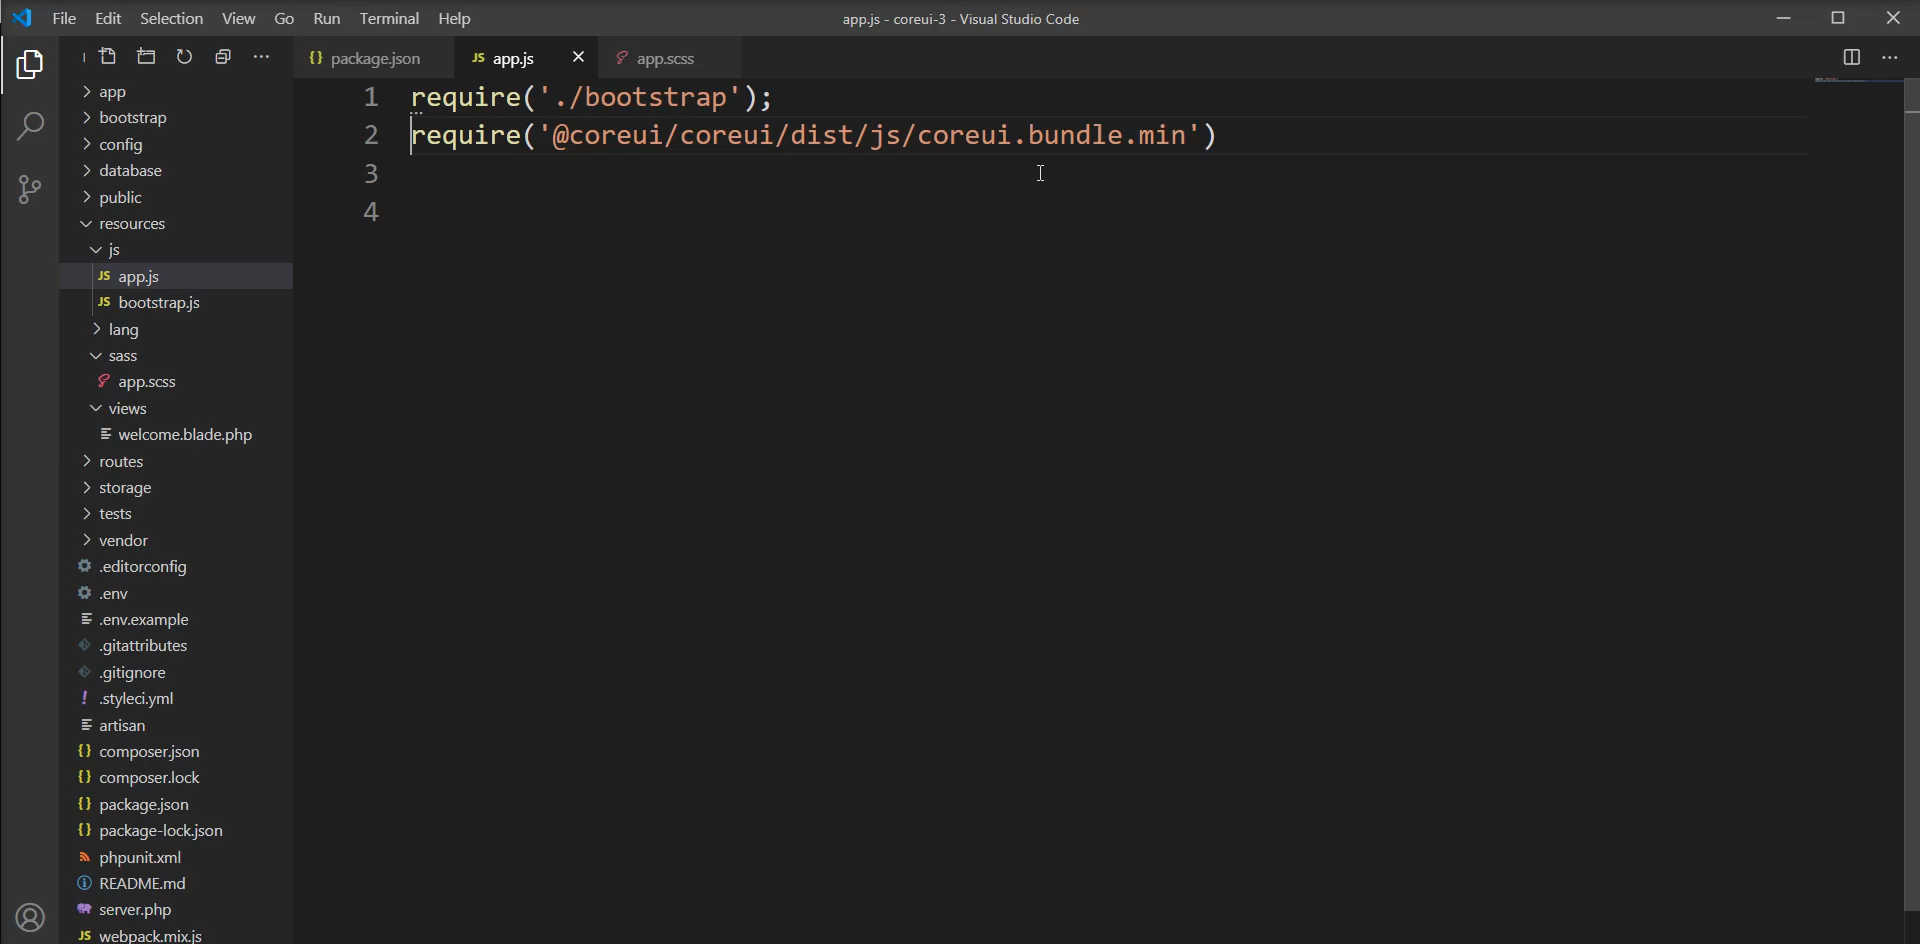 File Edit Selection View Go Run Terminal Help
app.js - coreui-3 - Visual Studio Code
package.json
JS app.js
app.scss
app
bootstrap
config
database
public
resources
js
JS app.js
JS bootstrap.js
lang
sass
app.scss
views
welcome.blade.php
routes
storage
tests
vendor
.editorconfig
.env
.env.example
.gitattributes
.gitignore
.styleci.yml
artisan
composer.json
composer.lock
package.json
package-lock.json
phpunit.xml
README.md
server.php
JS webpack.mix.js
1 require('./bootstrap');
2 require('@coreui/coreui/dist/js/coreui.bundle.min')
3
4